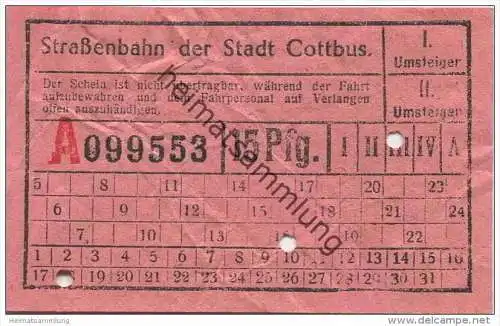 Straßenbahn der Stadt Cottbus.
I.
Umsteiger
II.
Umsteiger
Der Schein ist nicht übertragbar, während der Fahrt
aufzubewahren und dem Fahrpersonal auf Verlangen
offen auszuhändigen.
A 099553 15 Pfg. I II III IV A
5 8 11 14 17 20 23
6 9 12 15 18 21 24
7 10 13 16 19 22
1 2 3 4 5 6 7 8 9 10 11 12 13 14 15 16
17 19 20 21 22 23 24 25 26 27 28 29 30 31
heimatsammlung
Heimatsammlung
www.heimatsammlung.de